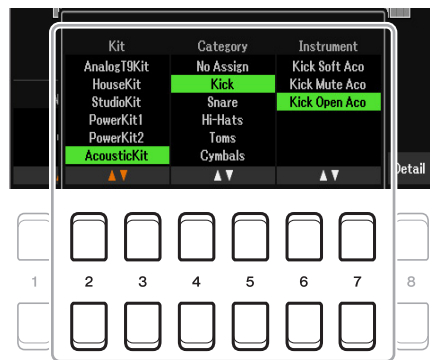 Kit Category Instrument
AnalogT9Kit No Assign Kick Soft Aco
HouseKit Kick Kick Mute Aco
StudioKit Snare Kick Open Aco
PowerKit1 Hi-Hats
PowerKit2 Toms
AcousticKit Cymbals
Detail
1 2 3 4 5 6 7 8